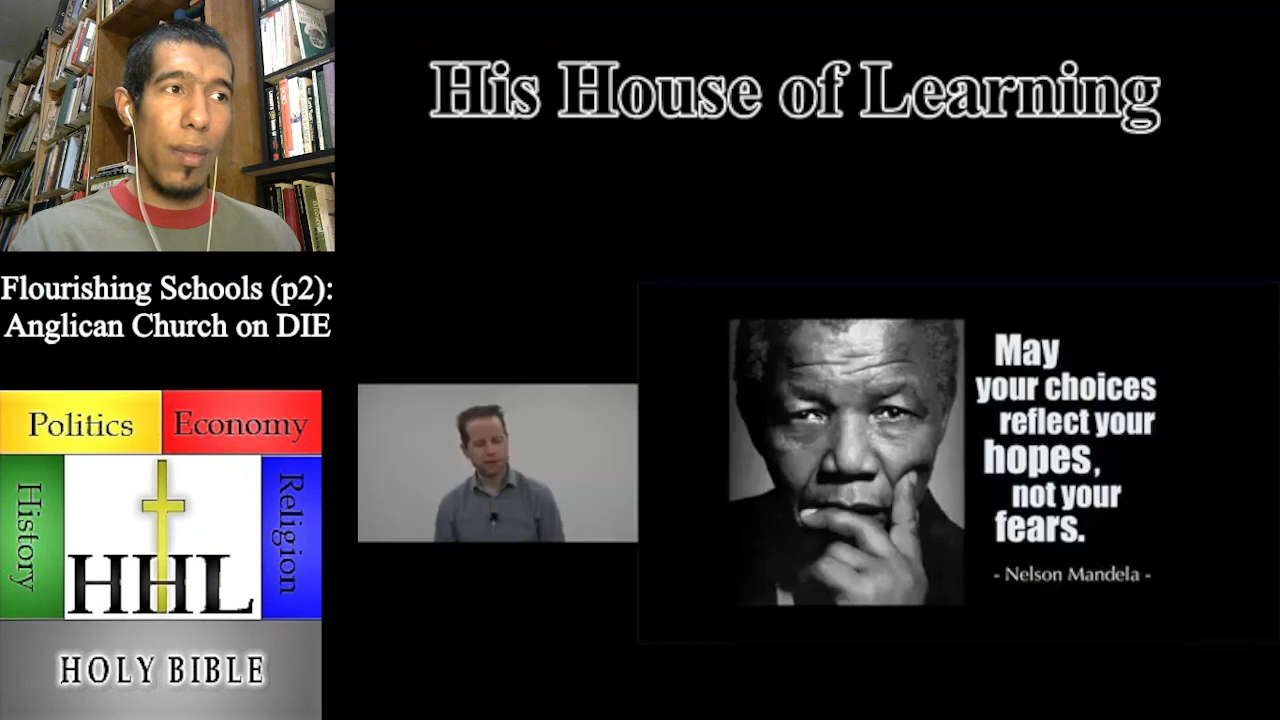 His House of Learning
Flourishing Schools (p2):
Anglican Church on DIE
May
your choices
reflect your
hopes,
not your
fears.
- Nelson Mandela -
Politics
Economy
History
Religion
HHL
HOLY BIBLE